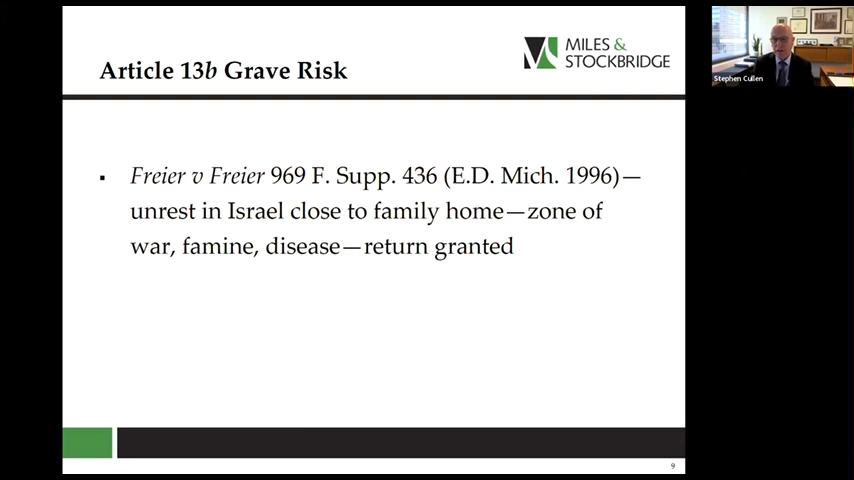 Article 13b Grave Risk
MILES &
STOCKBRIDGE
▪ Freier v Freier 969 F. Supp. 436 (E.D. Mich. 1996)—
unrest in Israel close to family home—zone of
war, famine, disease—return granted
9
Stephen Cullen